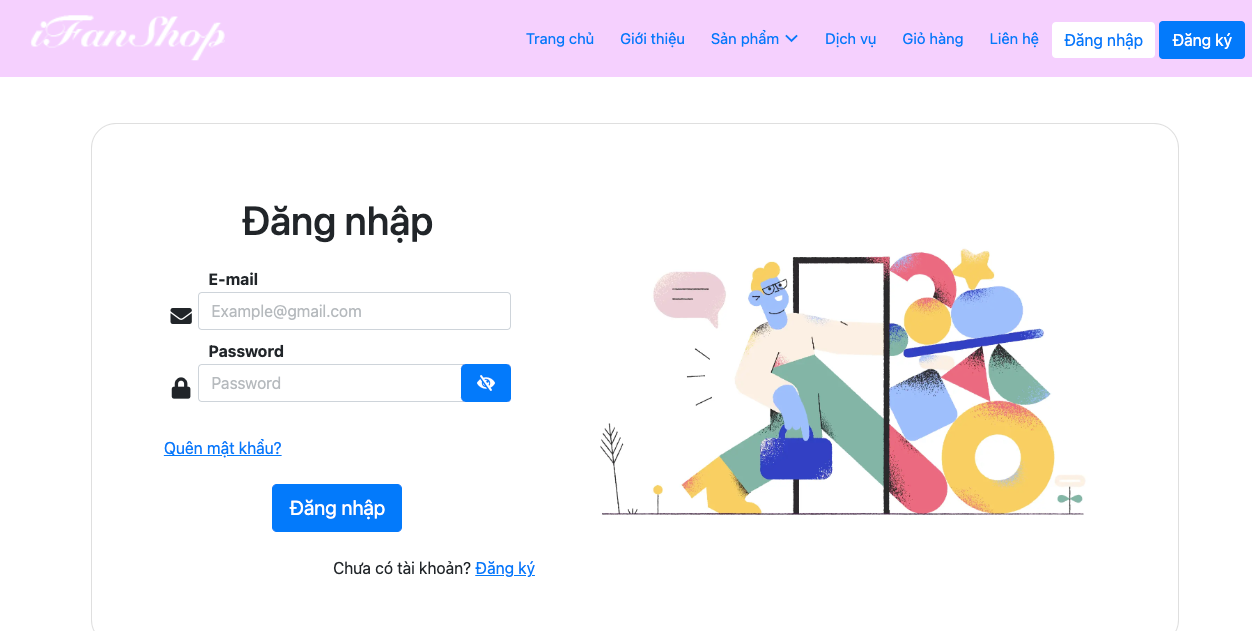 iFanShop
Trang chủ Giới thiệu Sản phẩm Dịch vụ Giỏ hàng Liên hệ Đăng nhập Đăng ký
Đăng nhập
E-mail
Example@gmail.com
Password
Password
Quên mật khẩu?
Đăng nhập
Chưa có tài khoản? Đăng ký